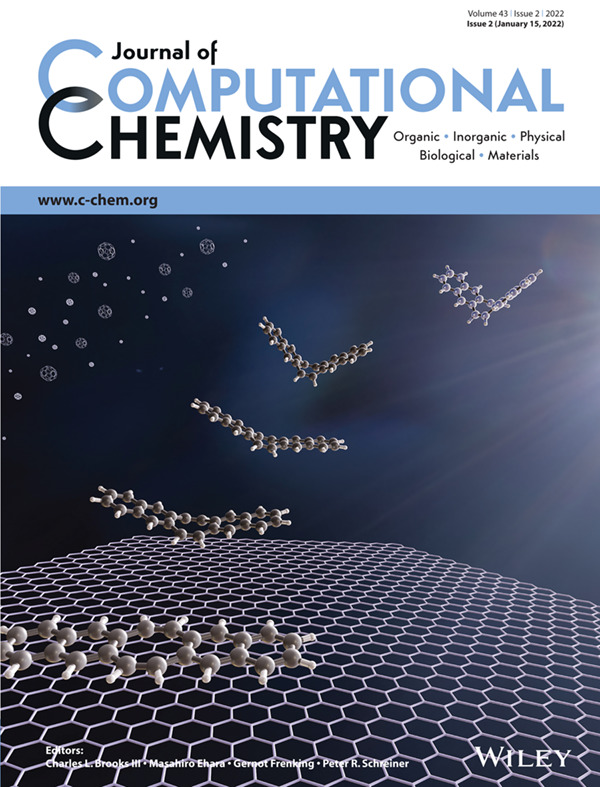 Volume 43 | Issue 2 | 2022
Issue 2 (January 15, 2022)
Journal of
COMPUTATIONAL
CHEMISTRY
Organic • Inorganic • Physical
Biological • Materials
www.c-chem.org
Editors:
Charles L. Brooks III • Masahiro Ehara • Gernot Frenking • Peter R. Schreiner
WILEY